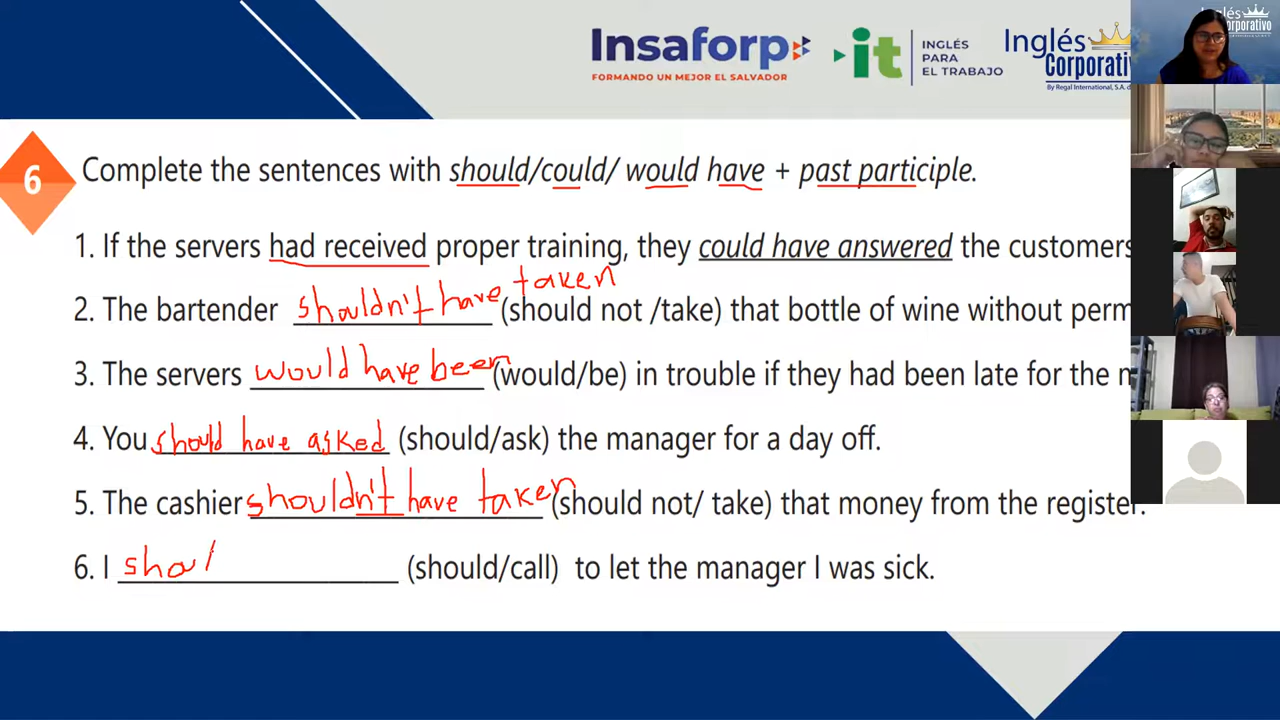 Insaforp
FORMANDO UN MEJOR EL SALVADOR
it
INGLÉS
PARA
EL TRABAJO
Inglés
Corporativo
By Regal International, S.A. d
6
Complete the sentences with should/could/ would have + past participle.
1. If the servers had received proper training, they could have answered the customers
2. The bartender shouldn't have taken (should not /take) that bottle of wine without perm
3. The servers would have been (would/be) in trouble if they had been late for the m
4. You should have asked (should/ask) the manager for a day off.
5. The cashier shouldn't have taken (should not/ take) that money from the register.
6. I shoul (should/call) to let the manager I was sick.